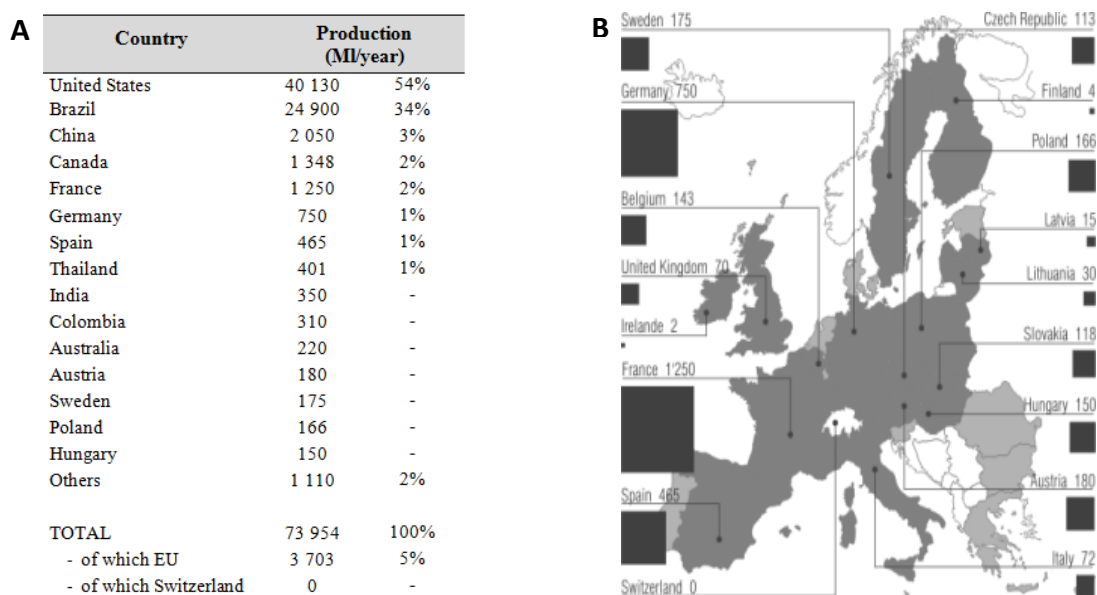 A
Country Production
(Ml/year)
United States 40 130 54%
Brazil 24 900 34%
China 2 050 3%
Canada 1 348 2%
France 1 250 2%
Germany 750 1%
Spain 465 1%
Thailand 401 1%
India 350 -
Colombia 310 -
Australia 220 -
Austria 180 -
Sweden 175 -
Poland 166 -
Hungary 150 -
Others 1 110 2%
TOTAL 73 954 100%
- of which EU 3 703 5%
- of which Switzerland 0 -
B
Sweden 175
Germany 750
Belgium 143
United Kingdom 70
Irelande 2
France 1'250
Spain 465
Switzerland 0
Czech Republic 113
Finland 4
Poland 166
Latvia 15
Lithuania 30
Slovakia 118
Hungary 150
Austria 180
Italy 72